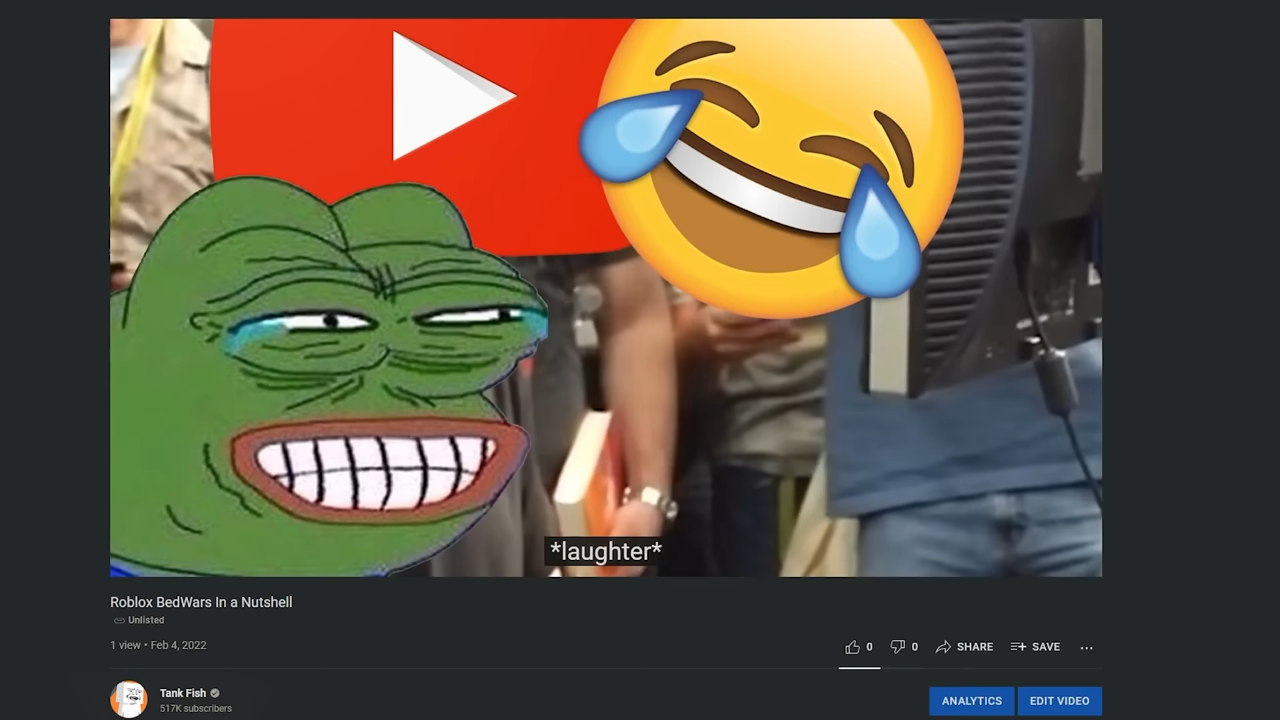 *laughter*
Roblox BedWars In a Nutshell
Unlisted
1 view • Feb 4, 2022
0
0
SHARE
SAVE
Tank Fish
517K subscribers
ANALYTICS
EDIT VIDEO